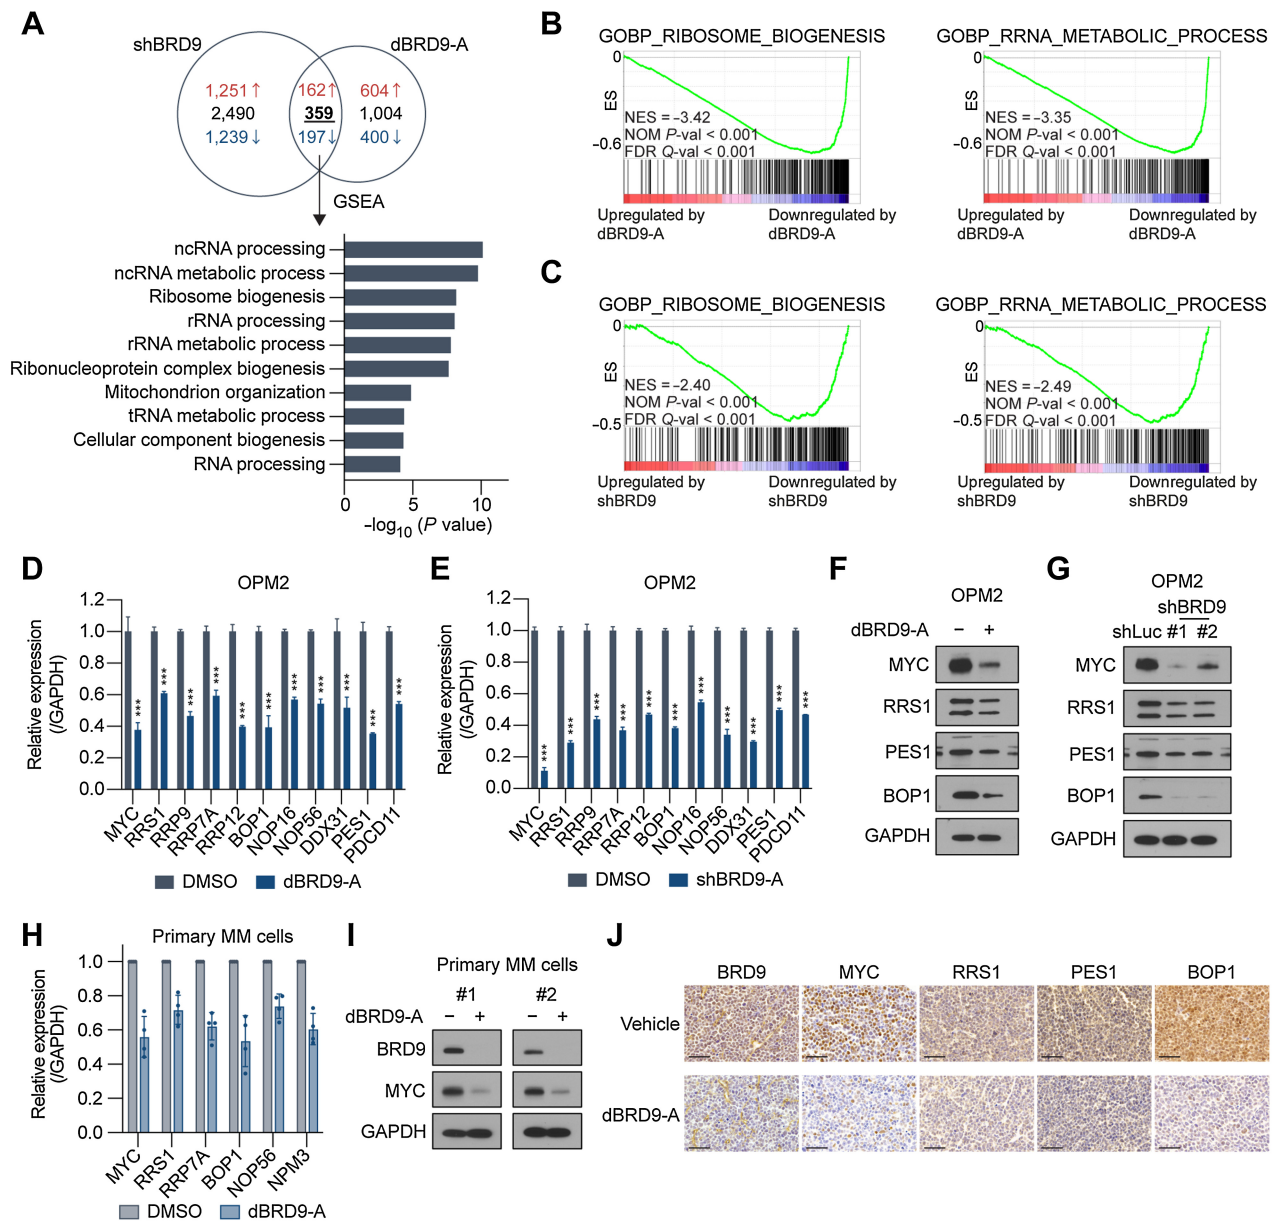 A
shBRD9
dBRD9-A
1,251↑
162↑
604↑
2,490
359
1,004
1,239↓
197↓
400↓
GSEA
ncRNA processing
ncRNA metabolic process
Ribosome biogenesis
rRNA processing
rRNA metabolic process
Ribonucleoprotein complex biogenesis
Mitochondrion organization
tRNA metabolic process
Cellular component biogenesis
RNA processing
0 5 10
–log10 (P value)
B
GOBP_RIBOSOME_BIOGENESIS
0
ES
–0.6
NES = –3.42
NOM P-val < 0.001
FDR Q-val < 0.001
Upregulated by
dBRD9-A
Downregulated by
dBRD9-A
GOBP_RRNA_METABOLIC_PROCESS
0
ES
–0.6
NES = –3.35
NOM P-val < 0.001
FDR Q-val < 0.001
Upregulated by
dBRD9-A
Downregulated by
dBRD9-A
C
GOBP_RIBOSOME_BIOGENESIS
0
ES
–0.5
NES = –2.40
NOM P-val < 0.001
FDR Q-val < 0.001
Upregulated by
shBRD9
Downregulated by
shBRD9
GOBP_RRNA_METABOLIC_PROCESS
0
ES
–0.5
NES = –2.49
NOM P-val < 0.001
FDR Q-val < 0.001
Upregulated by
shBRD9
Downregulated by
shBRD9
D
OPM2
Relative expression
(/GAPDH)
1.2
1.0
0.8
0.6
0.4
0.2
0.0
*** *** *** *** *** *** *** *** *** *** ***
MYC
RRS1
RRP9
RRP7A
RRP12
BOP1
NOP16
NOP56
DDX31
PES1
PDCD11
DMSO
dBRD9-A
E
OPM2
Relative expression
(/GAPDH)
1.2
1.0
0.8
0.6
0.4
0.2
0.0
*** *** *** *** *** *** *** *** *** *** ***
MYC
RRS1
RRP9
RRP7A
RRP12
BOP1
NOP16
NOP56
DDX31
PES1
PDCD11
DMSO
shBRD9-A
F
OPM2
dBRD9-A – +
MYC
RRS1
PES1
BOP1
GAPDH
G
OPM2
shBRD9
shLuc #1 #2
MYC
RRS1
PES1
BOP1
GAPDH
H
Primary MM cells
Relative expression
(/GAPDH)
1.0
0.8
0.6
0.4
0.2
0.0
MYC
RRS1
RRP7A
BOP1
NOP56
NPM3
DMSO
dBRD9-A
I
Primary MM cells
#1 #2
dBRD9-A – + – +
BRD9
MYC
GAPDH
J
BRD9 MYC RRS1 PES1 BOP1
Vehicle
dBRD9-A